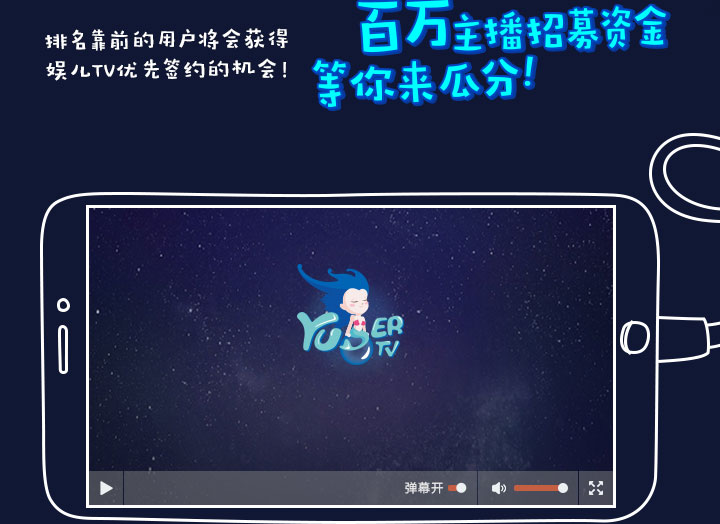 排名靠前的用户将会获得
娱儿TV优先签约的机会！
百万主播招募资金
等你来瓜分！
YUER
TV
弹幕开